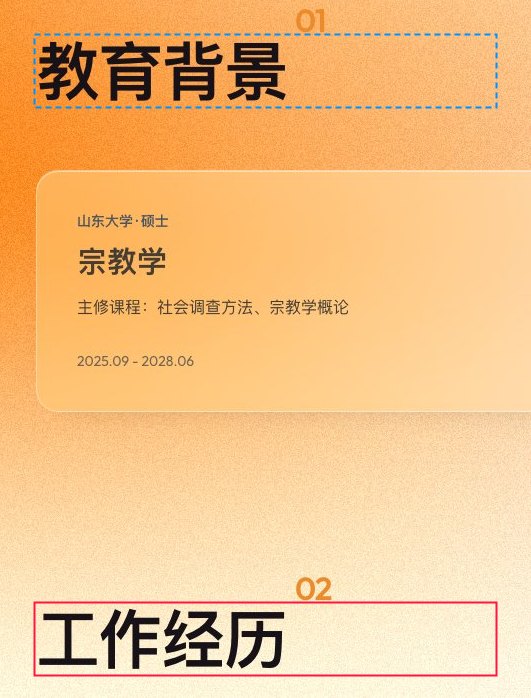 01
教育背景
山东大学·硕士
宗教学
主修课程：社会调查方法、宗教学概论
2025.09 - 2028.06
02
工作经历